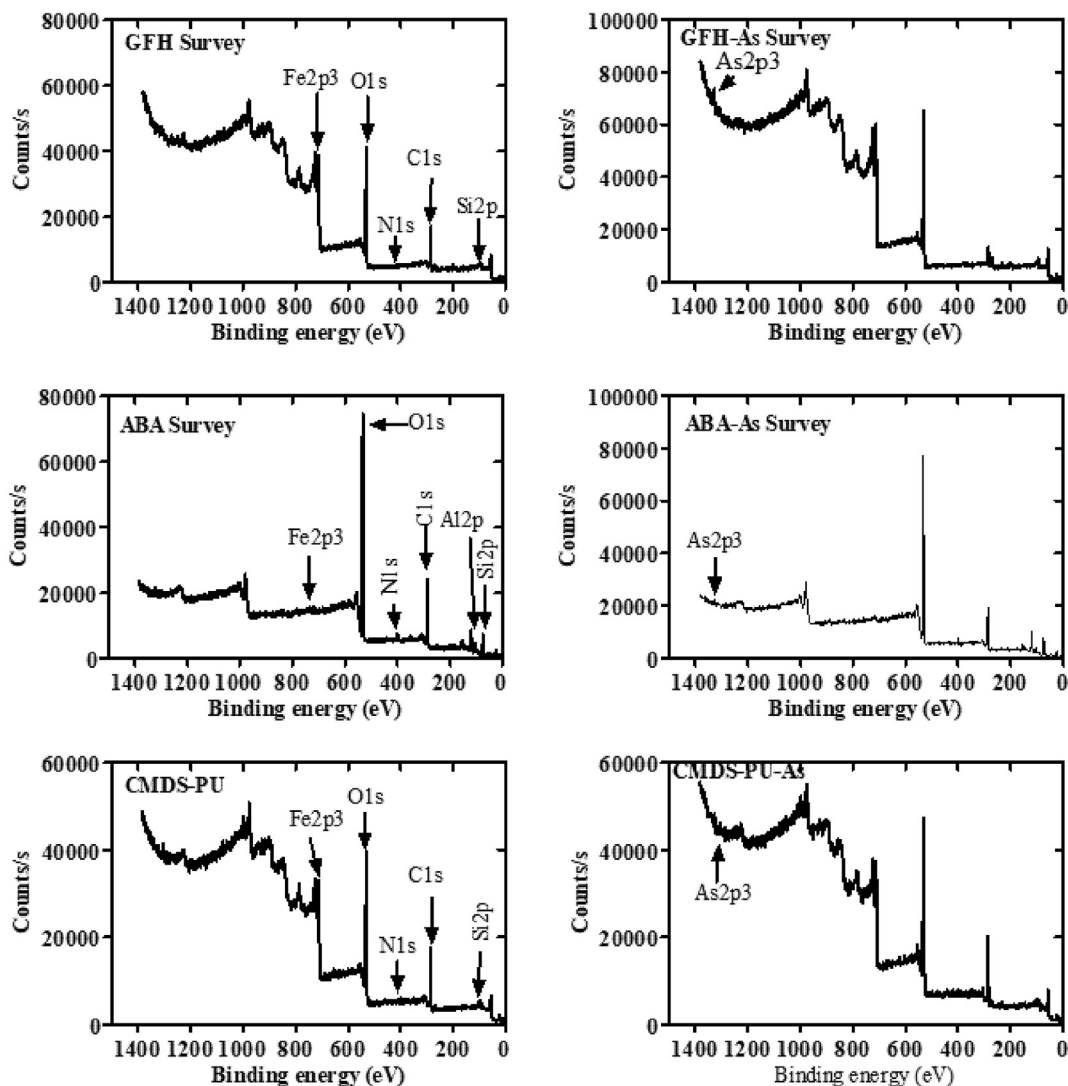 80000
60000
40000
20000
0
Counts/s
GFH Survey
Fe2p3
O1s
C1s
N1s
Si2p
1400 1200 1000 800 600 400 200 0
Binding energy (eV)
100000
80000
60000
40000
20000
0
Counts/s
GFH-As Survey
As2p3
1400 1200 1000 800 600 400 200 0
Binding energy (eV)
80000
60000
40000
20000
0
Counts/s
ABA Survey
O1s
Fe2p3
N1s
C1s
Al2p
Si2p
1400 1200 1000 800 600 400 200 0
Binding energy (eV)
100000
80000
60000
40000
20000
0
Counts/s
ABA-As Survey
As2p3
1400 1200 1000 800 600 400 200 0
Binding energy (eV)
60000
40000
20000
0
Counts/s
CMDS-PU
Fe2p3
O1s
C1s
N1s
Si2p
1400 1200 1000 800 600 400 200 0
Binding energy (eV)
60000
40000
20000
0
Counts/s
CMDS-PU-As
As2p3
1400 1200 1000 800 600 400 200 0
Binding energy (eV)